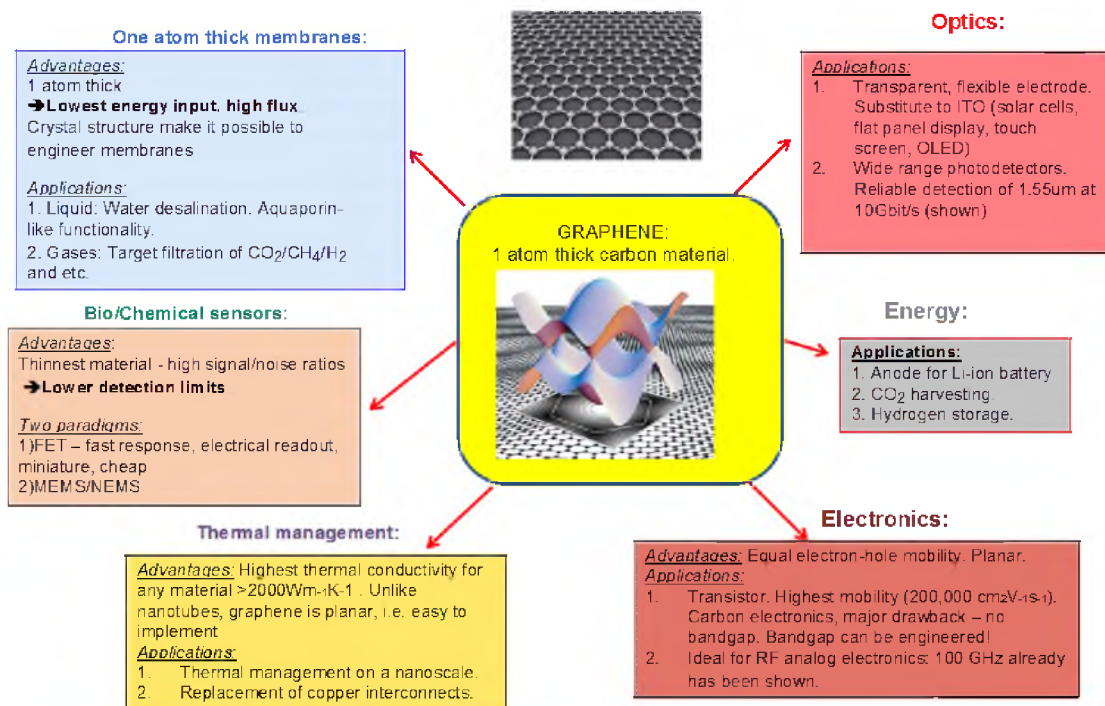 One atom thick membranes:
Advantages:
1 atom thick
➔Lowest energy input, high flux
Crystal structure make it possible to
engineer membranes
Applications:
1. Liquid: Water desalination. Aquaporin-
like functionality.
2. Gases: Target filtration of CO2/CH4/H2
and etc.
Optics:
Applications:
1. Transparent, flexible electrode.
Substitute to ITO (solar cells,
flat panel display, touch
screen, OLED)
2. Wide range photodetectors.
Reliable detection of 1.55um at
10Gbit/s (shown)
GRAPHENE:
1 atom thick carbon material.
Bio/Chemical sensors:
Advantages:
Thinnest material - high signal/noise ratios
➔Lower detection limits
Two paradigms:
1)FET – fast response, electrical readout,
miniature, cheap
2)MEMS/NEMS
Energy:
Applications:
1. Anode for Li-ion battery
2. CO2 harvesting.
3. Hydrogen storage.
Thermal management:
Advantages: Highest thermal conductivity for
any material >2000Wm-1K-1 . Unlike
nanotubes, graphene is planar, i.e. easy to
implement
Applications:
1. Thermal management on a nanoscale.
2. Replacement of copper interconnects.
Electronics:
Advantages: Equal electron-hole mobility. Planar.
Applications:
1. Transistor. Highest mobility (200,000 cm2V-1s-1).
Carbon electronics, major drawback – no
bandgap. Bandgap can be engineered!
2. Ideal for RF analog electronics: 100 GHz already
has been shown.